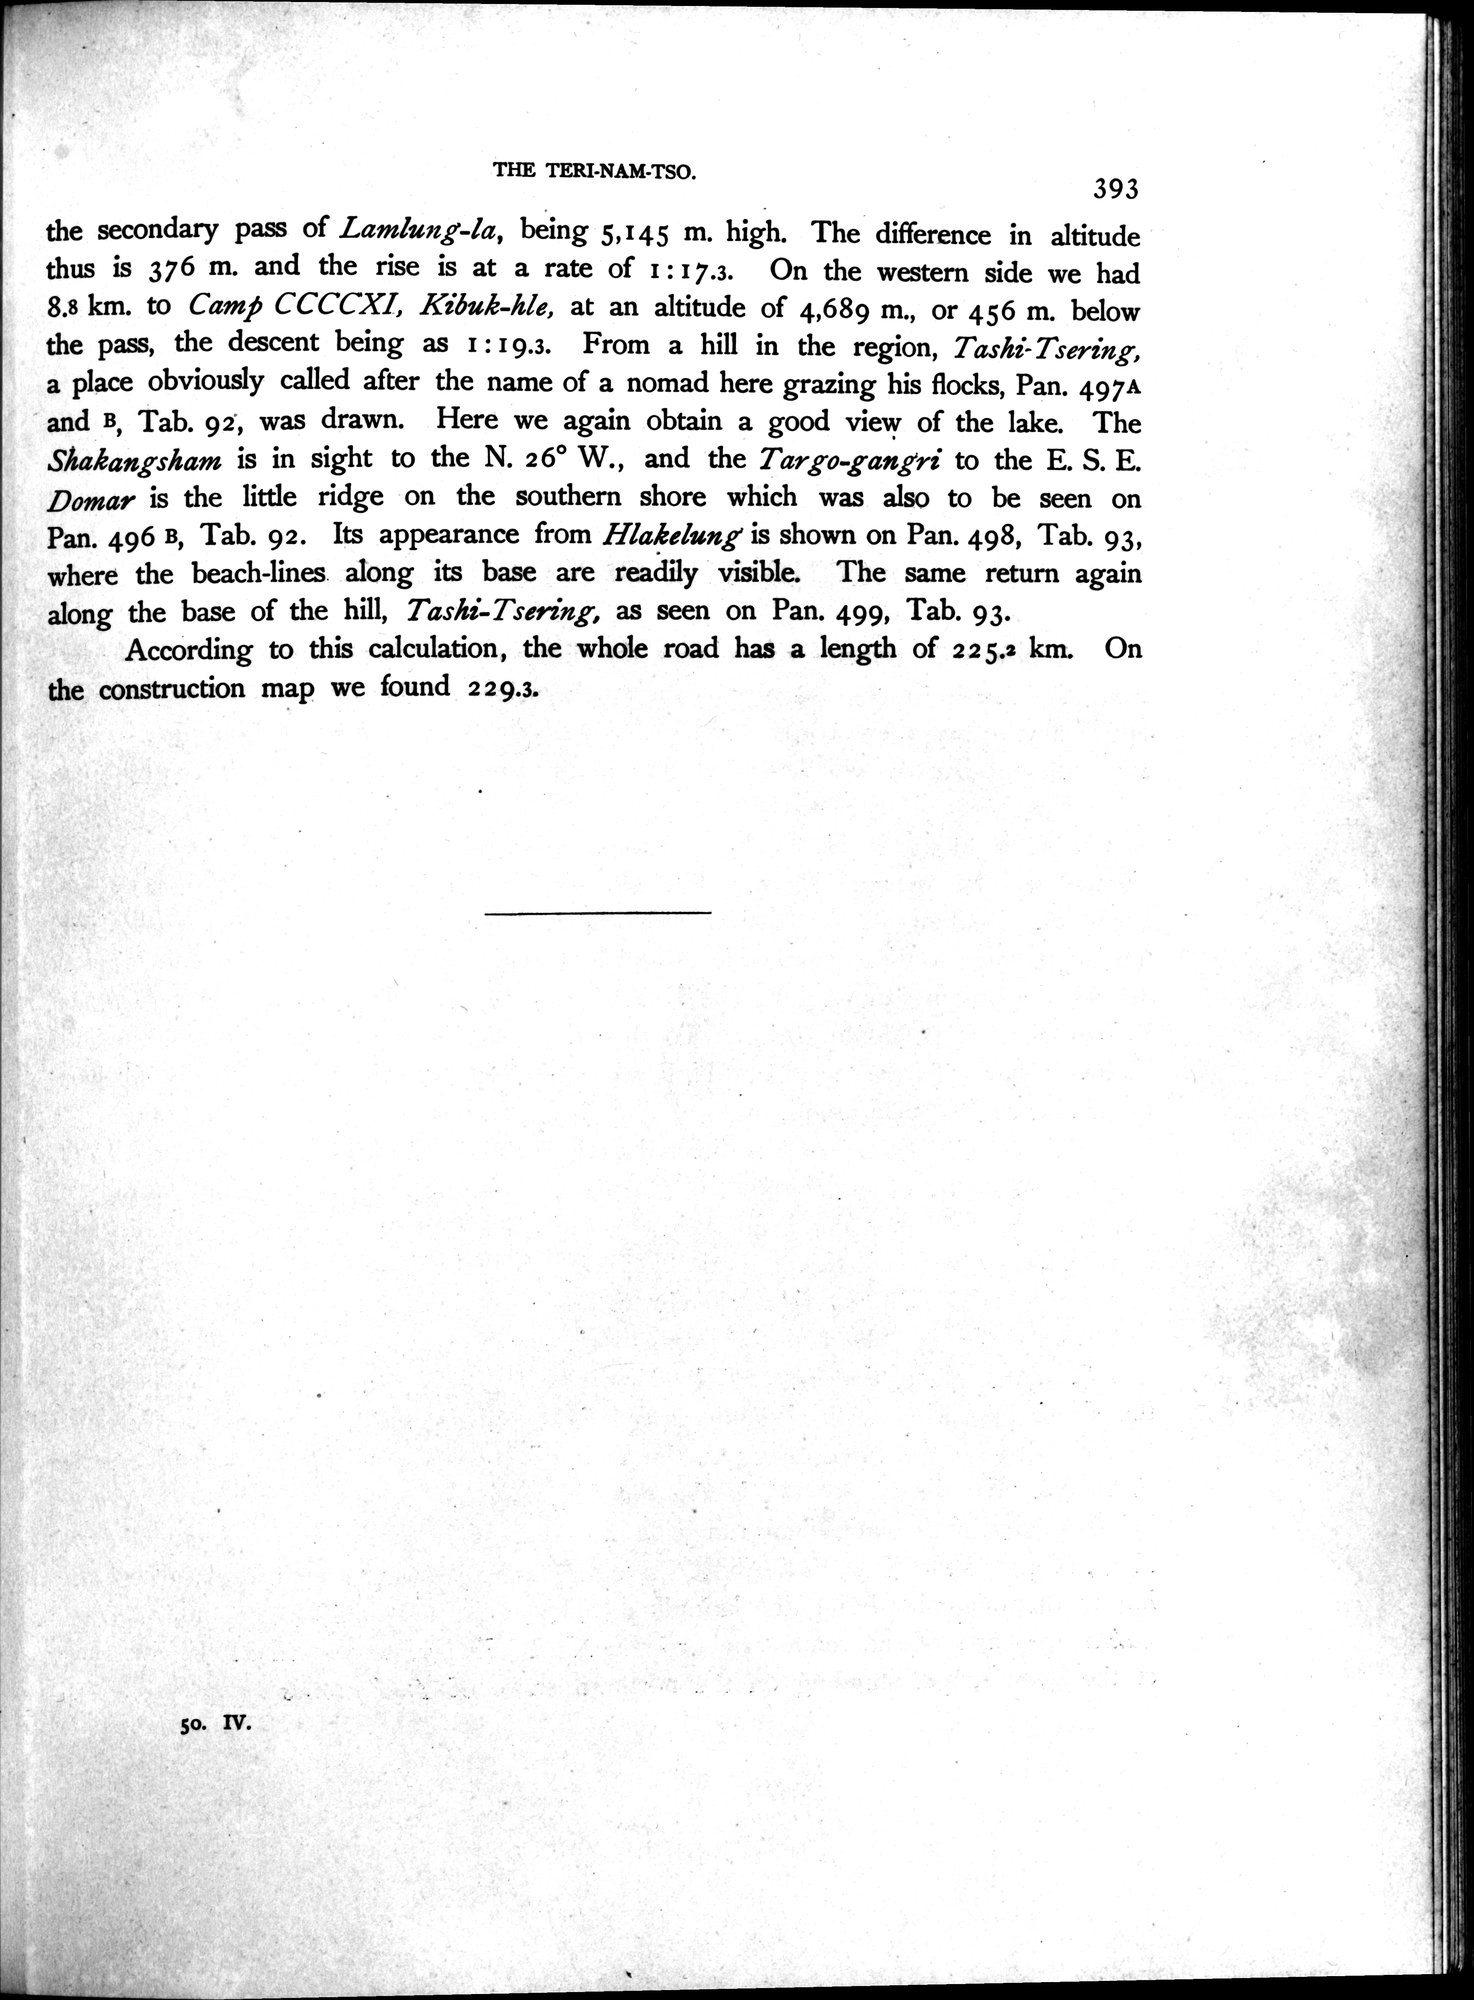 THE TERI-NAM-TSO.
393
the secondary pass of Lamlung-la, being 5,145 m. high. The difference in altitude
thus is 376 m. and the rise is at a rate of 1:17.3. On the western side we had
8.8 km. to Camp CCCCXI, Kibuk-hle, at an altitude of 4,689 m., or 456 m. below
the pass, the descent being as 1:19.3. From a hill in the region, Tashi-Tsering,
a place obviously called after the name of a nomad here grazing his flocks, Pan. 497A
and B, Tab. 92, was drawn. Here we again obtain a good view of the lake. The
Shakangsham is in sight to the N. 26° W., and the Targo-gangri to the E. S. E.
Domar is the little ridge on the southern shore which was also to be seen on
Pan. 496 B, Tab. 92. Its appearance from Hlakelung is shown on Pan. 498, Tab. 93,
where the beach-lines along its base are readily visible. The same return again
along the base of the hill, Tashi-Tsering, as seen on Pan. 499, Tab. 93.
According to this calculation, the whole road has a length of 225.2 km. On
the construction map we found 229.3.
50. IV.